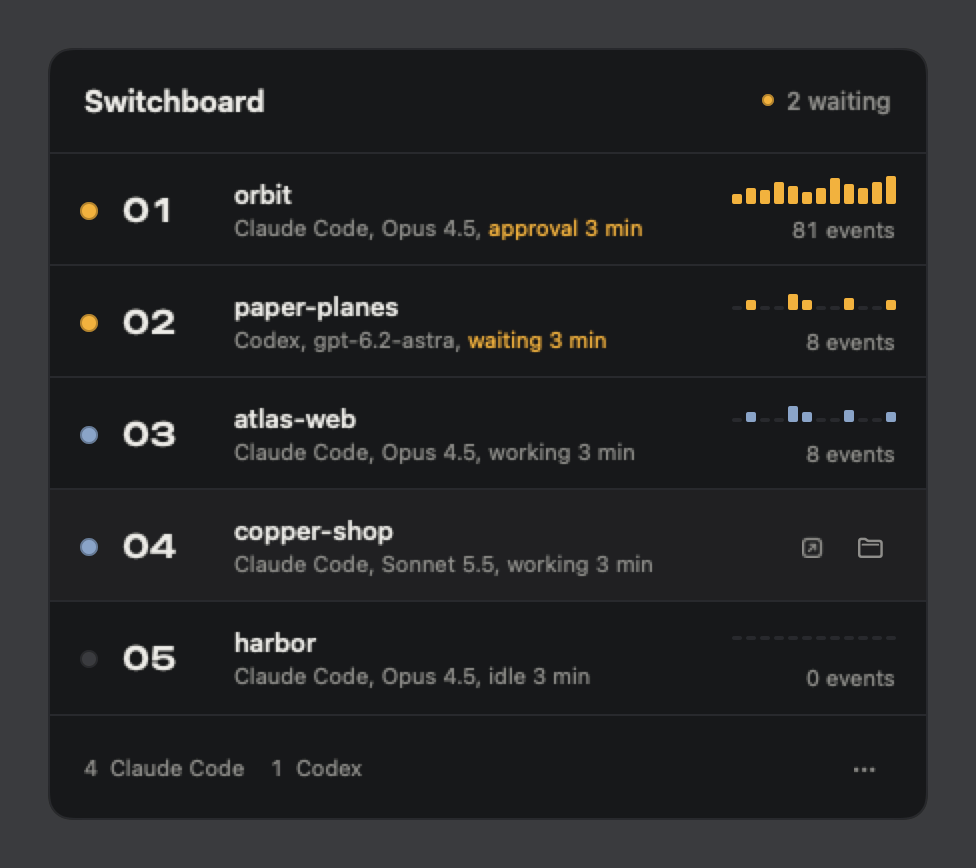 Switchboard
2 waiting
01
orbit
Claude Code, Opus 4.5, approval 3 min
81 events
02
paper-planes
Codex, gpt-6.2-astra, waiting 3 min
8 events
03
atlas-web
Claude Code, Opus 4.5, working 3 min
8 events
04
copper-shop
Claude Code, Sonnet 5.5, working 3 min
05
harbor
Claude Code, Opus 4.5, idle 3 min
0 events
4 Claude Code 1 Codex